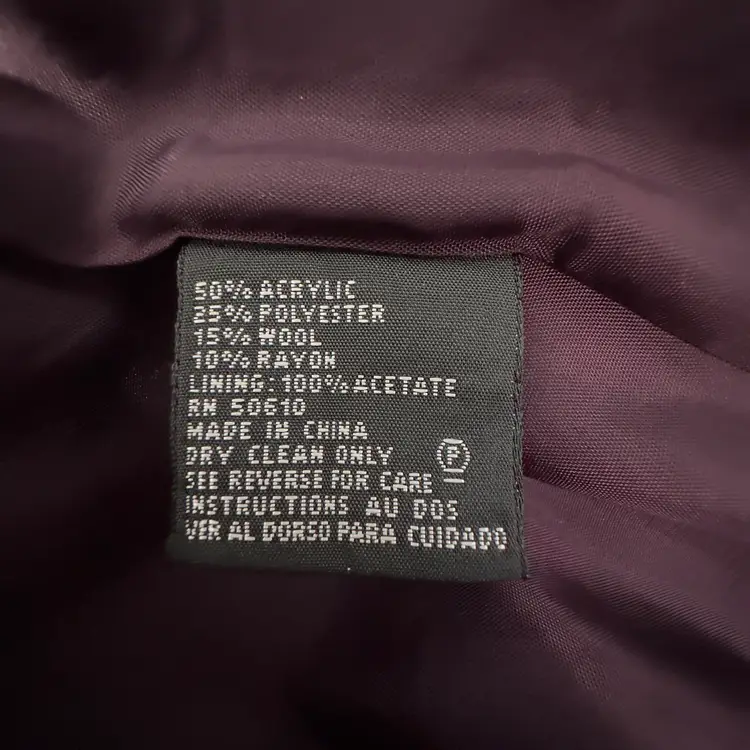 50% ACRYLIC
25% POLYESTER
15% WOOL
10% RAYON
LINING: 100% ACETATE
RN 50610
MADE IN CHINA
DRY CLEAN ONLY
P
SEE REVERSE FOR CARE
INSTRUCTIONS AU DOS
VER AL DORSO PARA CUIDADO